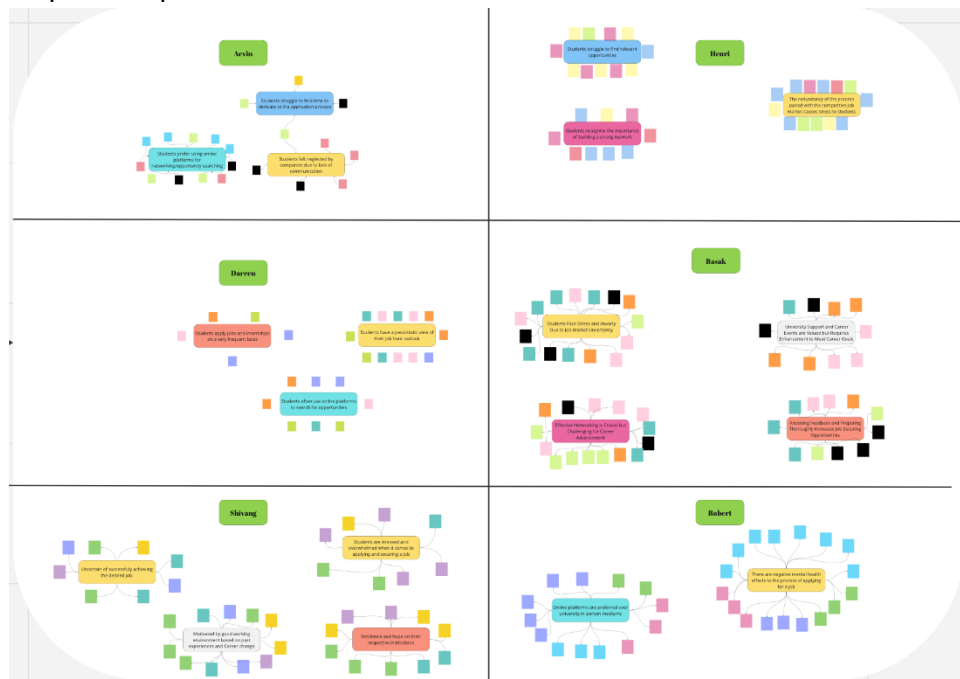 Aevin
Students struggle to find time to
dedicate to the application process
Students prefer using online
platforms for
networking/opportunity searching
Students felt neglected by
companies due to lack of
communication
Henri
Students struggle to find relevant
opportunities
The redundancy of the process
paired with the competitive job
market causes stress to students
Students recognise the importance
of building a strong network
Darren
Students apply jobs and internships
on a very frequent basis
Students have a pessimistic view of
their job hunt outlook
Students often use online platforms
to search for opportunities
Basak
Students Face Stress and Anxiety
Due to Job Market Uncertainty
University Support and Career
Events are Valued but Requires
Enhancement to Meet Career Goals
Effective Networking is Crucial but
Challenging for Career
Advancement
Receiving Feedback and Preparing
Thoroughly Increases Job Securing
Opportunities
Shivang
Uncertain of successfuly achieving
the desired job.
Students are stressed and
overwhelmed when it comes to
applying and securing a job
Motivated by good working
environment based on past
experiences and Career change
Resilience and hope on their
respective institutions
Robert
There are negative mental health
effects to the process of applying
for a job
Online platforms are preferred over
university in-person mediums